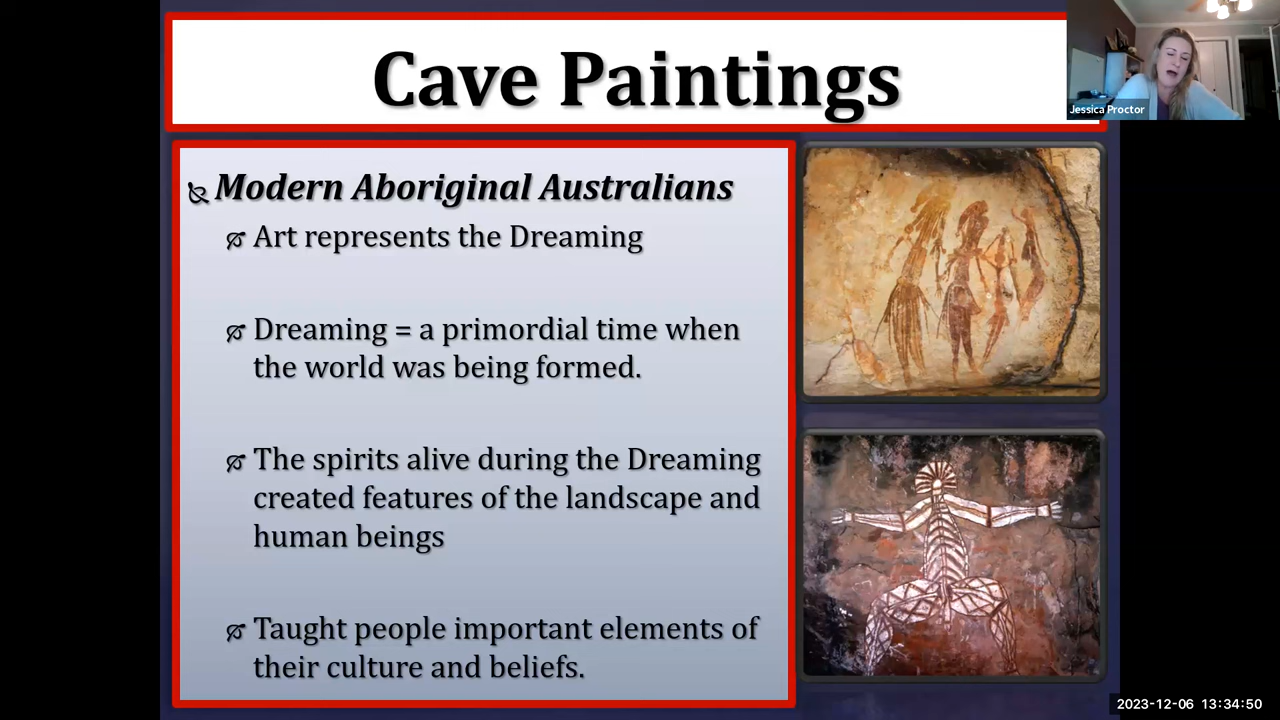 Cave Paintings
Jessica Proctor
Modern Aboriginal Australians
Art represents the Dreaming
Dreaming = a primordial time when
the world was being formed.
The spirits alive during the Dreaming
created features of the landscape and
human beings
Taught people important elements of
their culture and beliefs.
2023-12-06 13:34:50